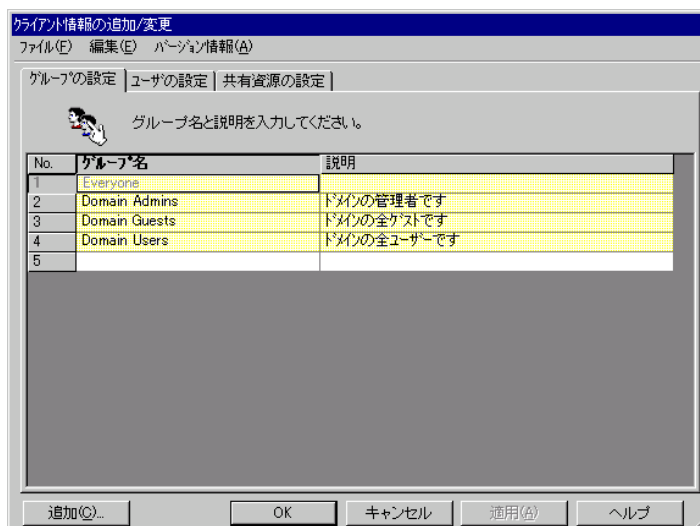 クライアント情報の追加/変更
ファイル(F) 編集(E) バージョン情報(A)
グループの設定 ユーザの設定 共有資源の設定
グループ名と説明を入力してください。
No. グループ名 説明
1 Everyone
2 Domain Admins ドメインの管理者です
3 Domain Guests ドメインの全ゲストです
4 Domain Users ドメインの全ユーザーです
5
追加(C)... OK キャンセル 適用(A) ヘルプ